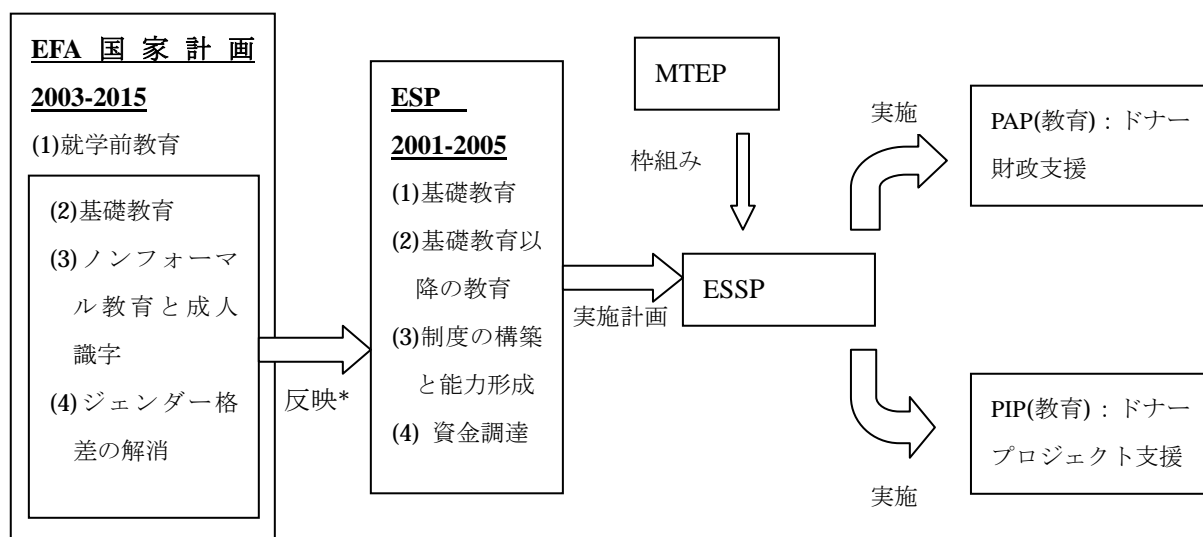 EFA 国家計画
2003-2015
(1)就学前教育
(2)基礎教育
(3)ノンフォーマ
ル教育と成人
識字
(4)ジェンダー格
差の解消
反映*
ESP
2001-2005
(1)基礎教育
(2)基礎教育以
降の教育
(3)制度の構築
と能力形成
(4) 資金調達
実施計画
MTEP
枠組み
ESSP
実施
PAP(教育)：ドナー
財政支援
PIP(教育)：ドナー
プロジェクト支援
実施